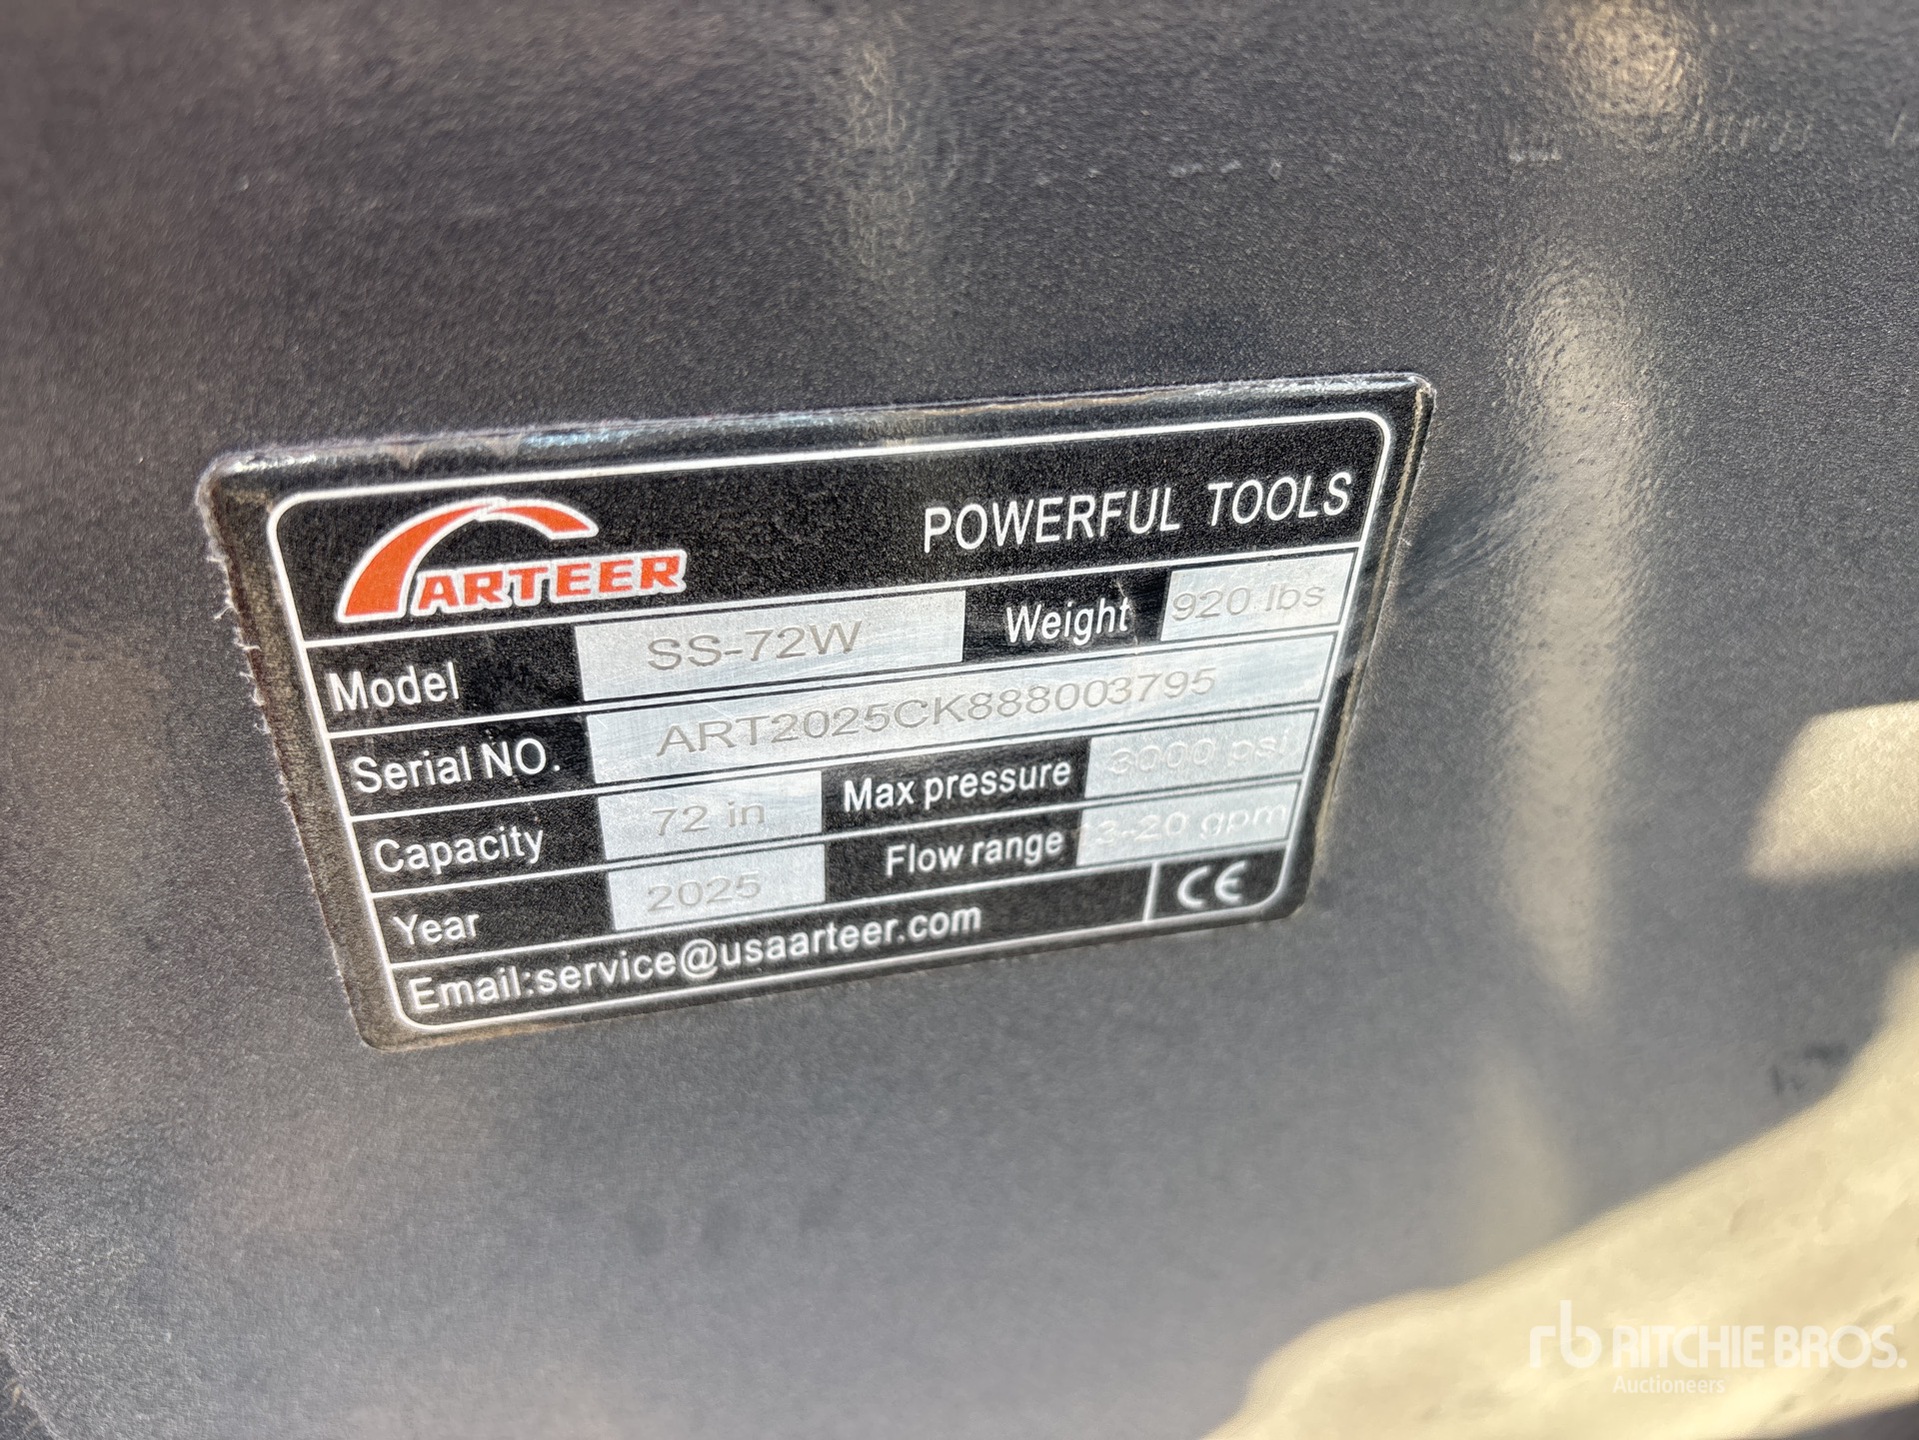 ARTEER
POWERFUL TOOLS
Model SS-72W Weight 920 lbs
Serial NO. ART2025CK888003795
Capacity 72 in Max pressure 3000 psi
Year 2025 Flow range 13-20 gpm
Email:service@usaarteer.com CE
rb RITCHIE BROS.
Auctioneers